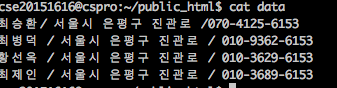 cse20151616@cspro:~/public_html$ cat data
최승환/ 서울시 은평구 진관로 /070-4125-6153
최병덕 / 서울시 은평구 진관로 / 010-9362-6153
황선옥 / 서울시 은평구 진관로 / 010-3629-6153
최제인 / 서울시 은평구 진관로 / 010-3689-6153